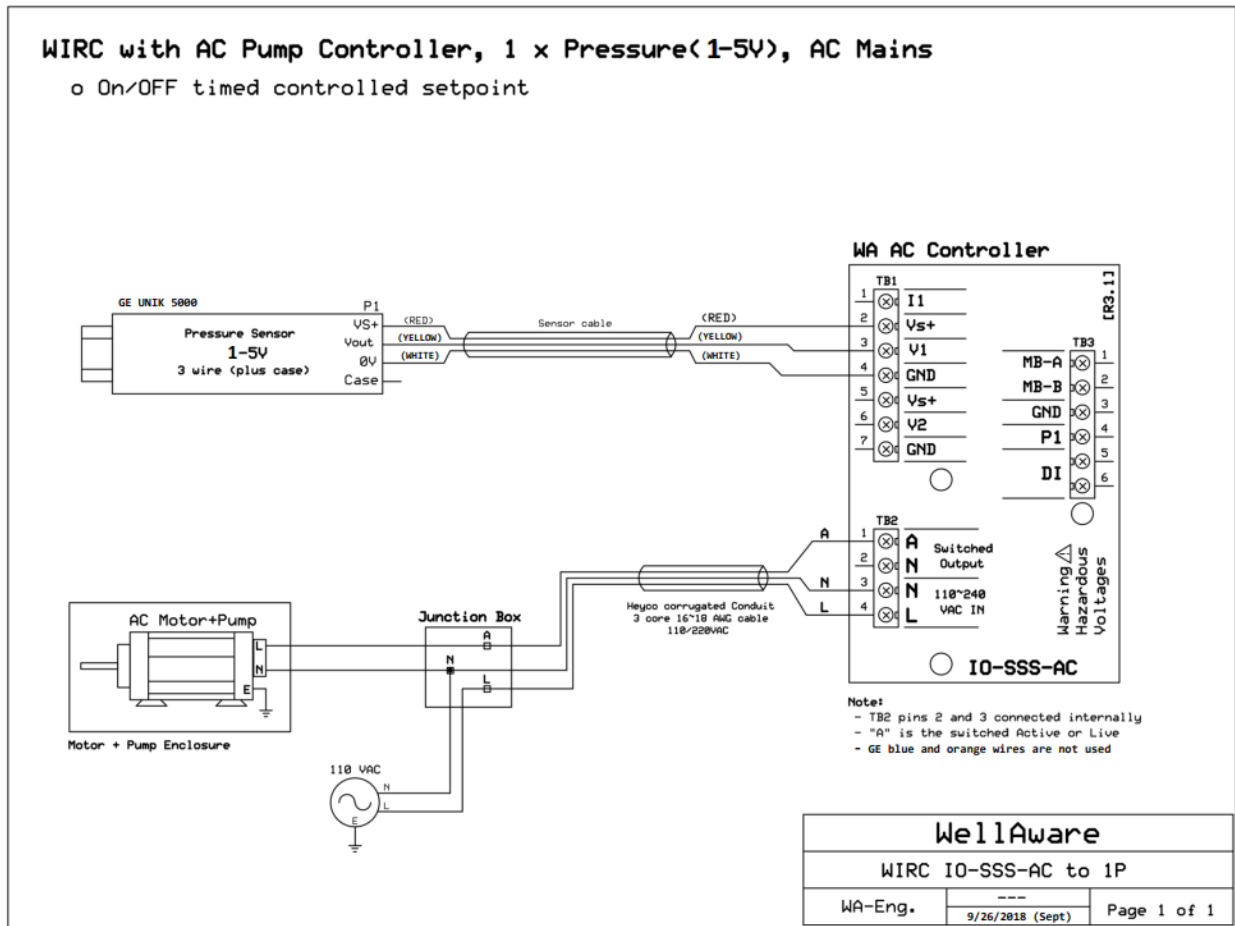 WIRC with AC Pump Controller, 1 x Pressure(1-5V), AC Mains
o On/OFF timed controlled setpoint
WA AC Controller
[R3.1]
GE UNIK 5000
P1
Pressure Sensor
1-5V
3 wire (plus case)
VS+
Vout
0V
Case
(RED)
(YELLOW)
(WHITE)
Sensor cable
(RED)
(YELLOW)
(WHITE)
TB1
1 I1
2 Vs+
3 V1
4 GND
5 Vs+
6 V2
7 GND
TB3
MB-A 1
MB-B 2
GND 3
P1 4
DI 5
6
TB2
A 1 A
2 N
N 3 N
L 4 L
Switched
Output
110~240
VAC IN
Warning
Hazardous
Voltages
IO-SSS-AC
Heyco corrugated Conduit
3 core 16~18 AWG cable
110/220VAC
Junction Box
A
N
L
AC Motor+Pump
L
N
E
Motor + Pump Enclosure
110 VAC
N
L
E
Note:
- TB2 pins 2 and 3 connected internally
- "A" is the switched Active or Live
- GE blue and orange wires are not used
WellAware
WIRC IO-SSS-AC to 1P
WA-Eng.
---
9/26/2018 (Sept)
Page 1 of 1